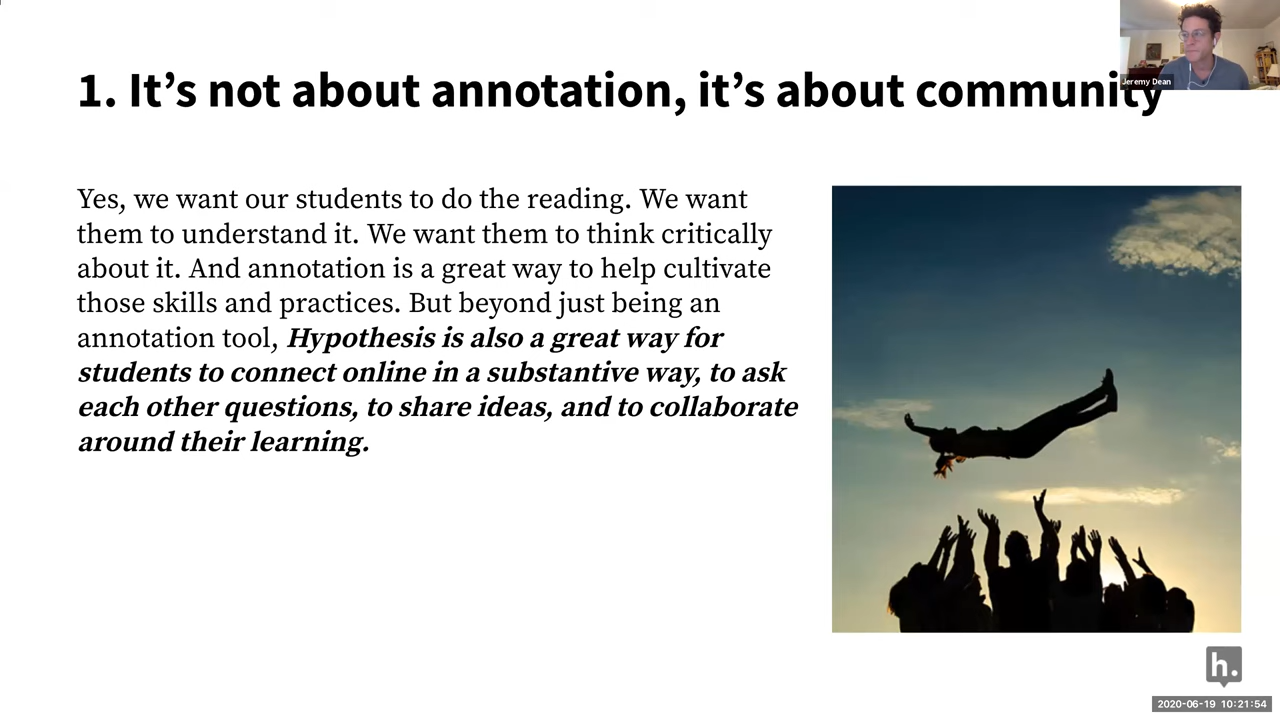 1. It’s not about annotation, it’s about community
Jeremy Dean
Yes, we want our students to do the reading. We want
them to understand it. We want them to think critically
about it. And annotation is a great way to help cultivate
those skills and practices. But beyond just being an
annotation tool, Hypothesis is also a great way for
students to connect online in a substantive way, to ask
each other questions, to share ideas, and to collaborate
around their learning.
h.
2020-06-19 10:21:54